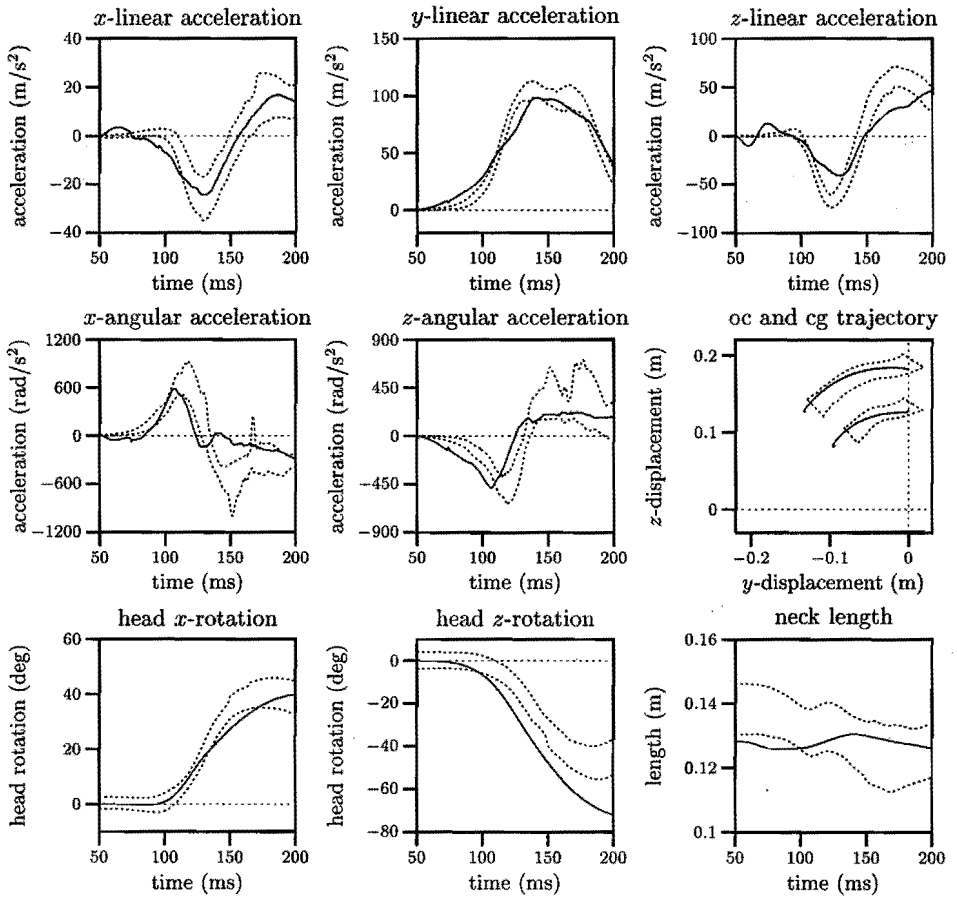 x-linear acceleration
acceleration (m/s²)
40
20
0
−20
−40
50 100 150 200
time (ms)
y-linear acceleration
acceleration (m/s²)
150
100
50
0
50 100 150 200
time (ms)
z-linear acceleration
acceleration (m/s²)
100
50
0
−50
−100
50 100 150 200
time (ms)
x-angular acceleration
acceleration (rad/s²)
1200
600
0
−600
−1200
50 100 150 200
time (ms)
z-angular acceleration
acceleration (rad/s²)
900
450
0
−450
−900
50 100 150 200
time (ms)
oc and cg trajectory
z-displacement (m)
0.2
0.1
0
−0.2 −0.1 0
y-displacement (m)
head x-rotation
head rotation (deg)
60
40
20
0
50 100 150 200
time (ms)
head z-rotation
head rotation (deg)
0
−20
−40
−60
−80
50 100 150 200
time (ms)
neck length
length (m)
0.16
0.14
0.12
0.1
50 100 150 200
time (ms)